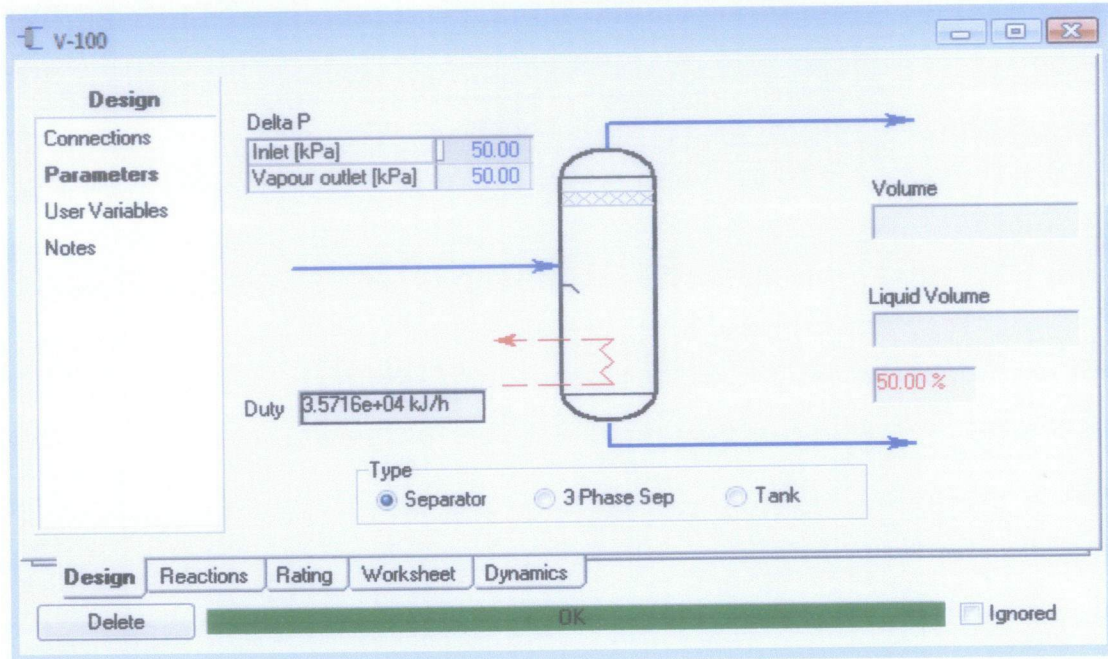 V-100
Design
Connections
Parameters
User Variables
Notes
Delta P
Inlet [kPa] 50.00
Vapour outlet [kPa] 50.00
Volume
Liquid Volume
50.00 %
Duty 3.5716e+04 kJ/h
Type
Separator 3 Phase Sep Tank
Design Reactions Rating Worksheet Dynamics
Delete OK Ignored